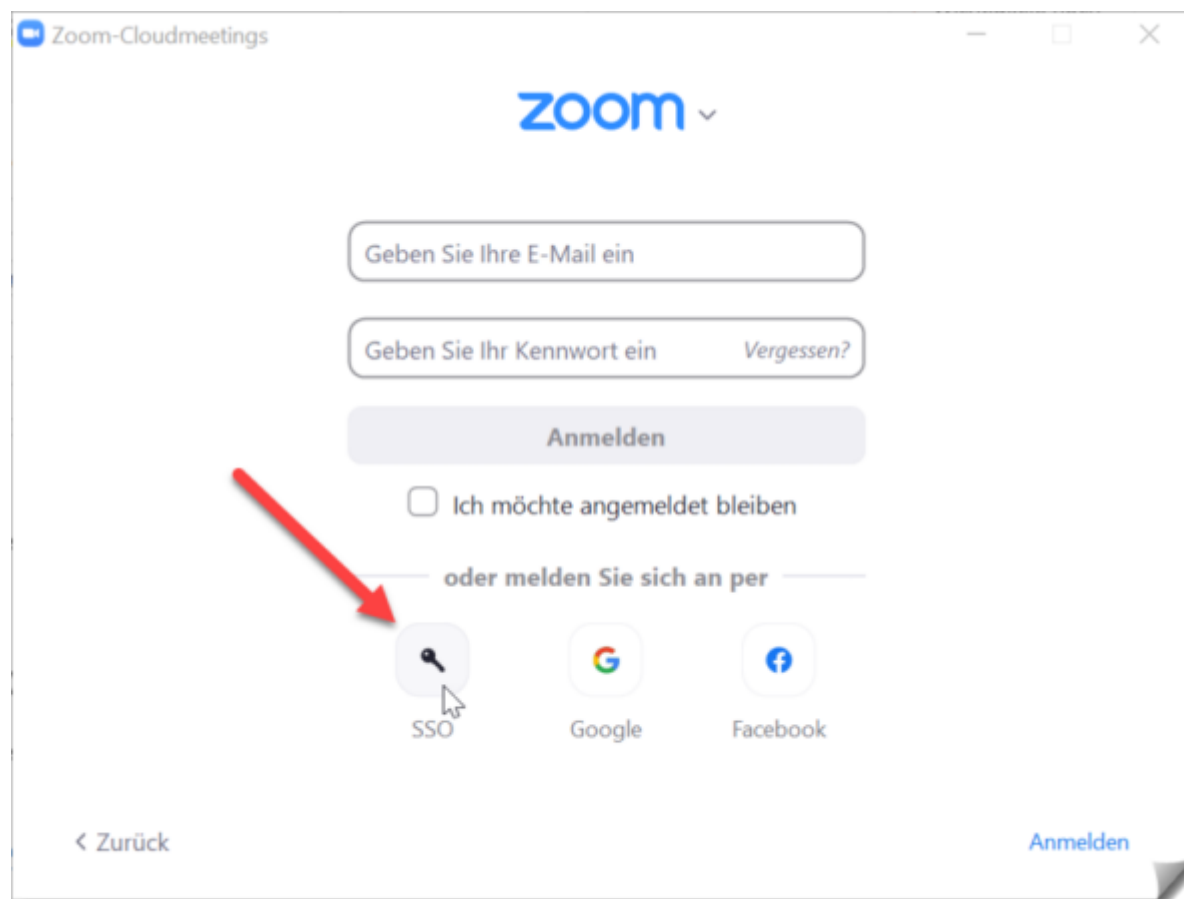 Zoom-Cloudmeetings
zoom
Geben Sie Ihre E-Mail ein
Geben Sie Ihr Kennwort ein Vergessen?
Anmelden
Ich möchte angemeldet bleiben
oder melden Sie sich an per
SSO Google Facebook
Zurück Anmelden